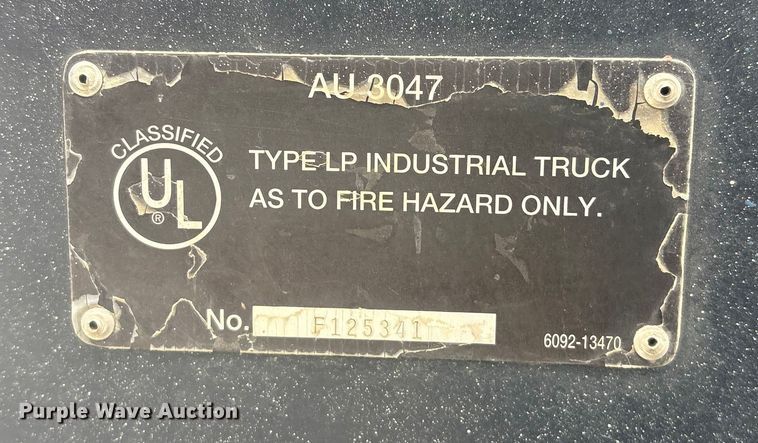 AU 3047
CLASSIFIED
UL
®
TYPE LP INDUSTRIAL TRUCK
AS TO FIRE HAZARD ONLY.
No. F125341
6092-13470
Purple Wave Auction